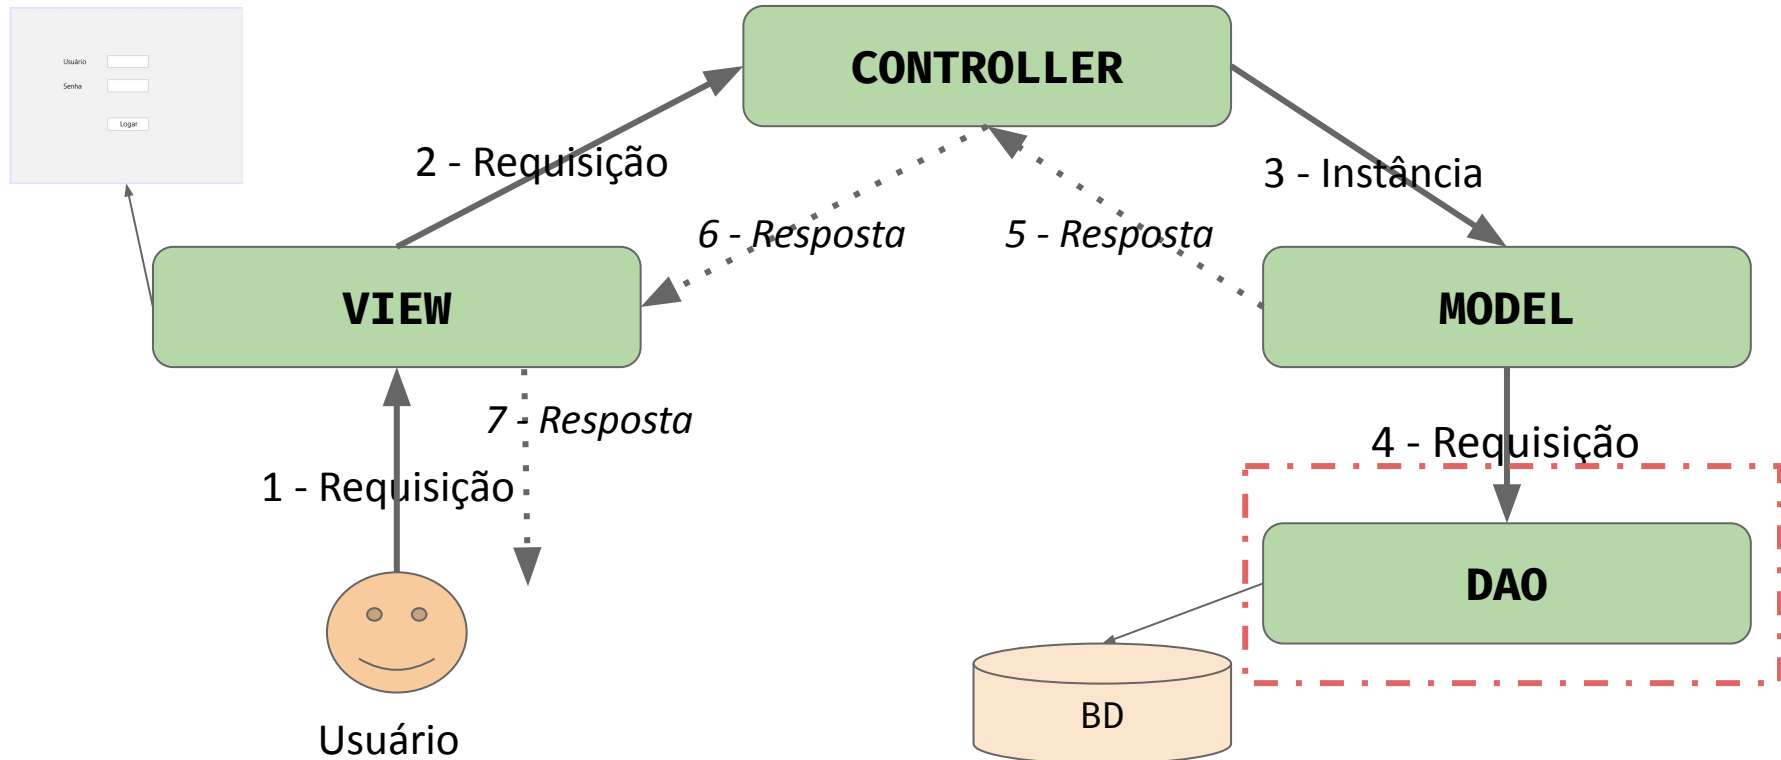 Usuário
Senha
Logar
CONTROLLER
2 - Requisição
3 - Instância
6 - Resposta
5 - Resposta
VIEW
MODEL
7 - Resposta
4 - Requisição
1 - Requisição
DAO
BD
Usuário